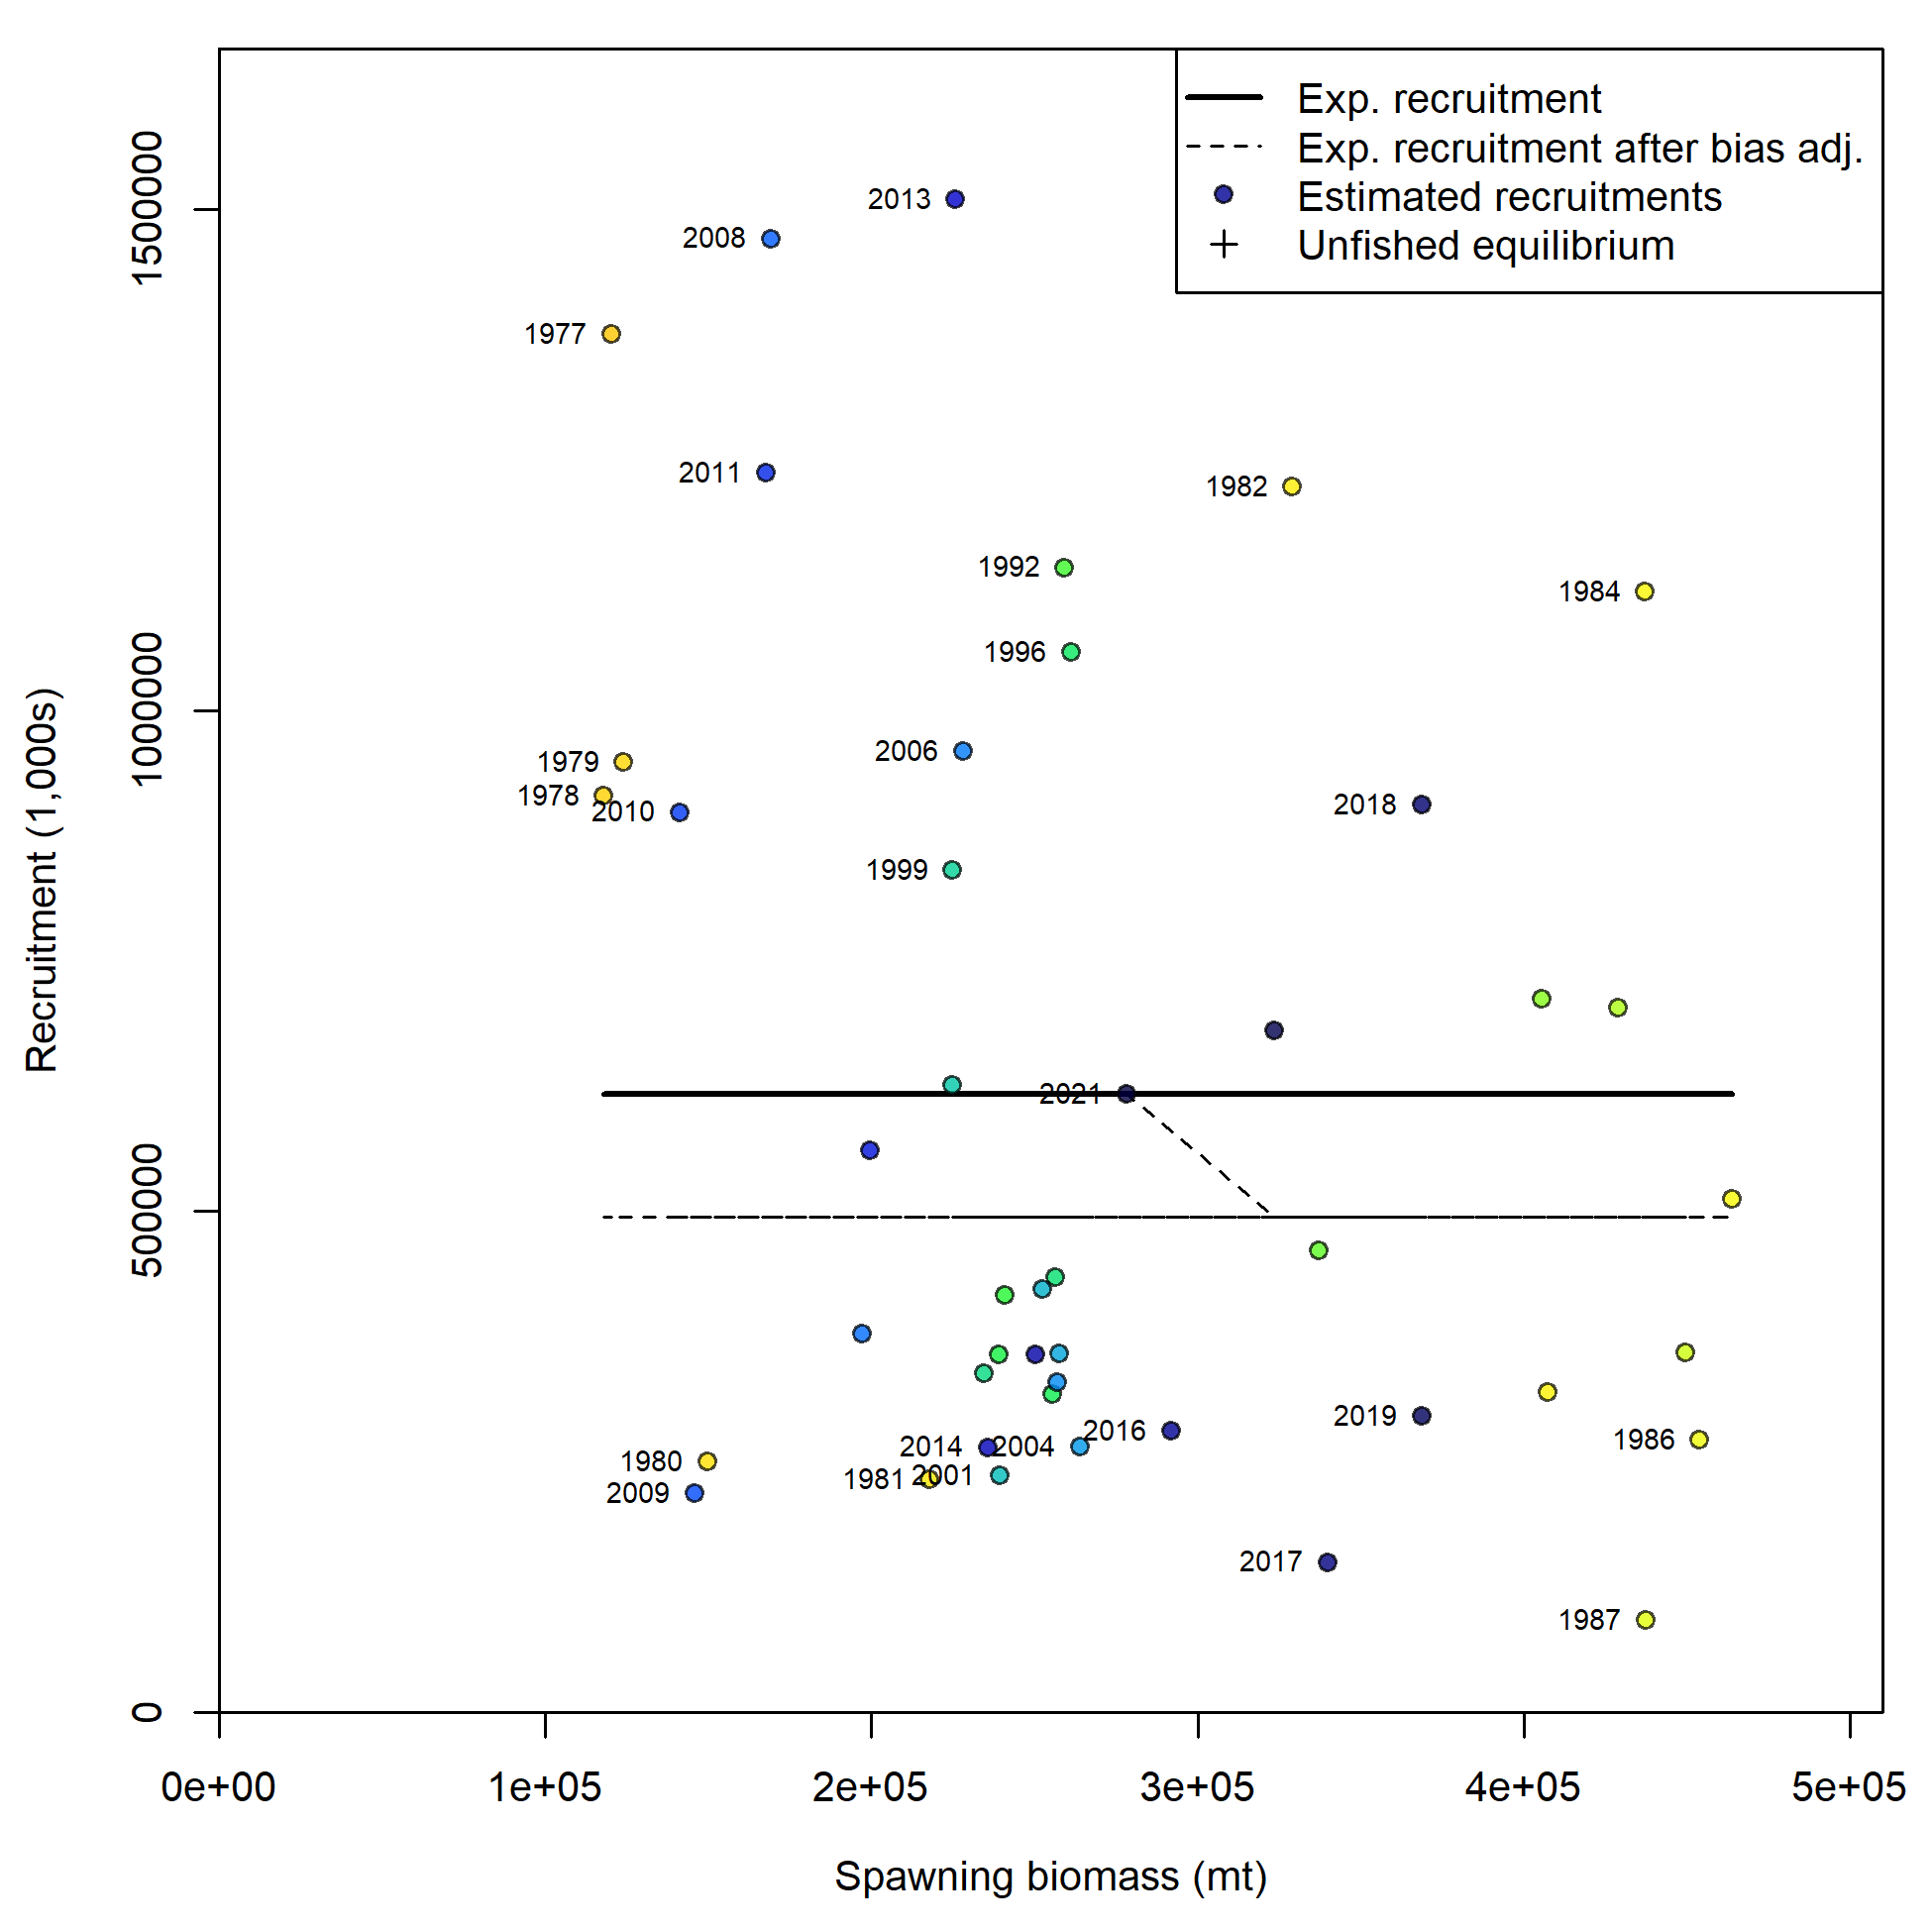 Exp. recruitment
Exp. recruitment after bias adj.
Estimated recruitments
Unfished equilibrium
2013
2008
1977
2011
1982
1992
1984
1996
2006
1979
1978
2010
2018
1999
2021
2019
2016
1986
2014
2004
1980
1981
2001
2009
2017
1987
Recruitment (1,000s)
1500000
1000000
500000
0
0e+00
1e+05
2e+05
3e+05
4e+05
5e+05
Spawning biomass (mt)